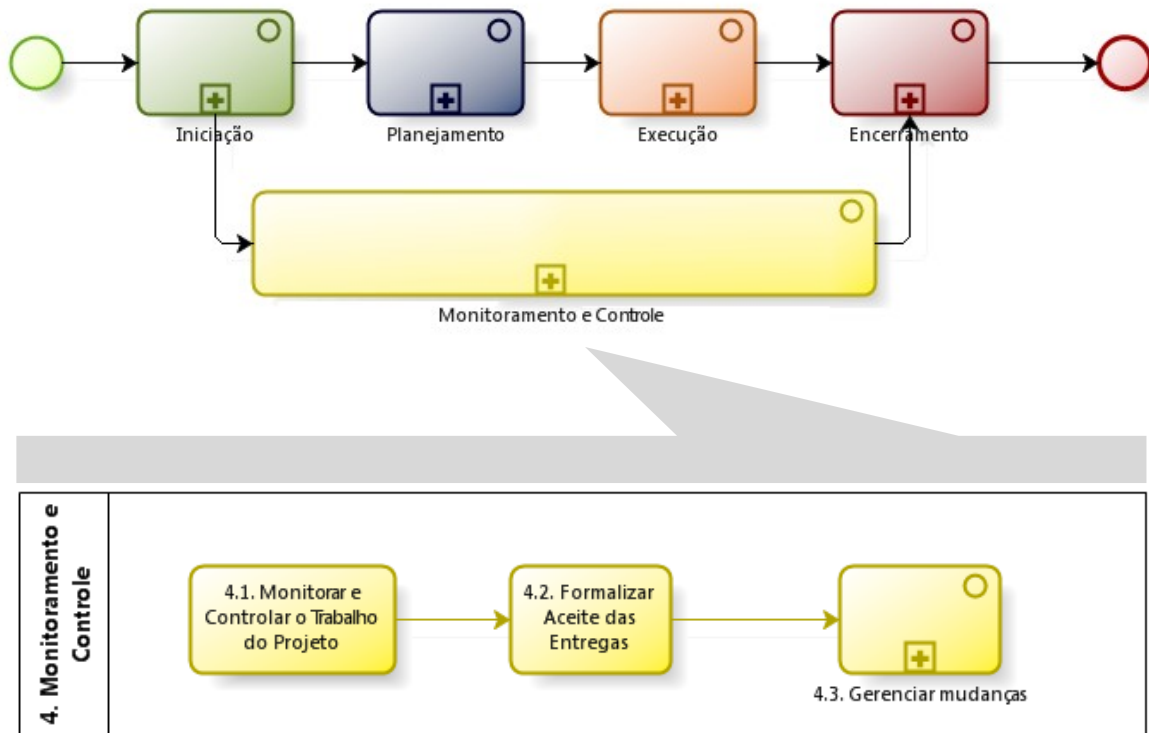 Iniciação
Planejamento
Execução
Encerramento
Monitoramento e Controle
4. Monitoramento e
Controle
4.1. Monitorar e
Controlar o Trabalho
do Projeto
4.2. Formalizar
Aceite das
Entregas
4.3. Gerenciar mudanças